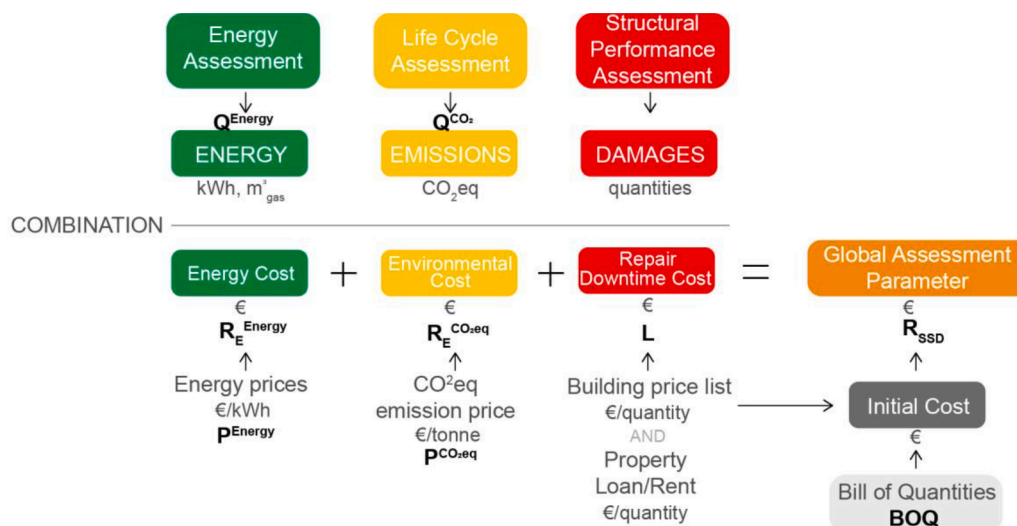 Energy
Assessment
Life Cycle
Assessment
Structural
Performance
Assessment
Q^Energy
Q^CO₂
ENERGY
EMISSIONS
DAMAGES
kWh, m³gas
CO₂eq
quantities
COMBINATION
Energy Cost
+
Environmental
Cost
+
Repair
Downtime Cost
=
Global Assessment
Parameter
€
€
€
€
R_E^Energy
R_E^CO₂eq
L
R_SSD
Energy prices
€/kWh
P^Energy
CO²eq
emission price
€/tonne
P^CO₂eq
Building price list
€/quantity
AND
Property
Loan/Rent
€/quantity
Initial Cost
€
Bill of Quantities
BOQ